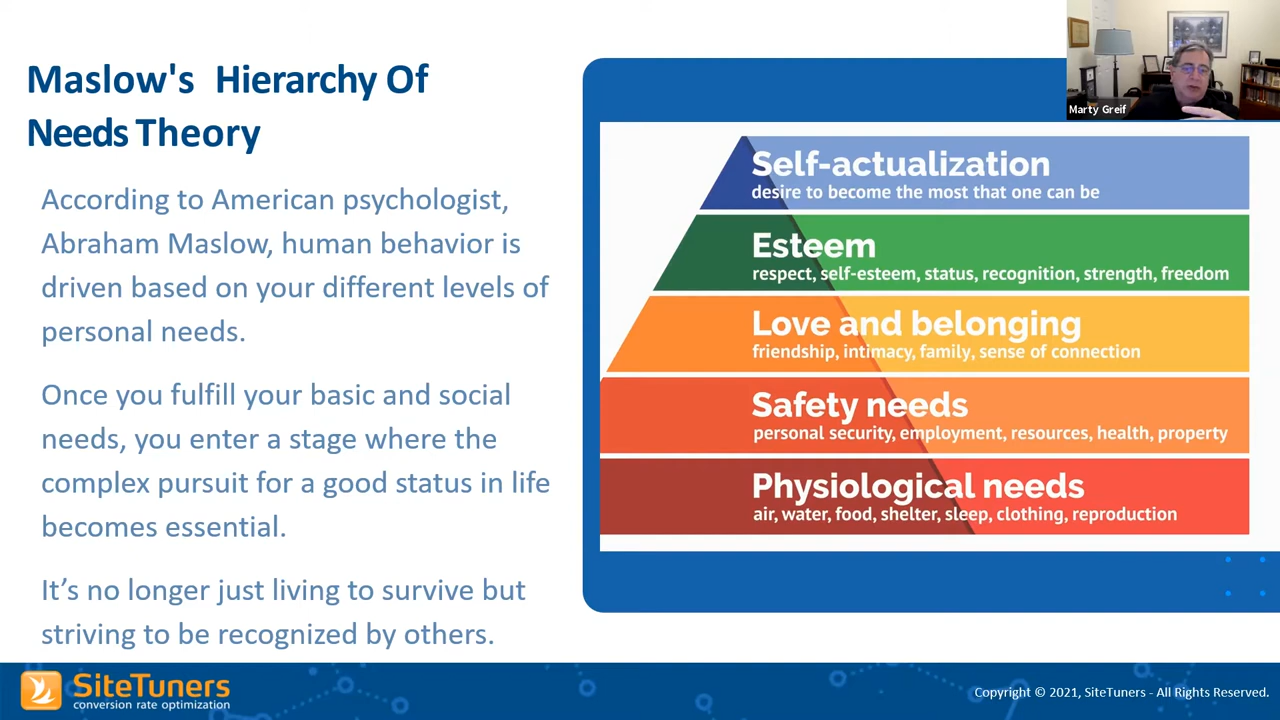 Maslow's Hierarchy Of
Needs Theory
According to American psychologist,
Abraham Maslow, human behavior is
driven based on your different levels of
personal needs.
Once you fulfill your basic and social
needs, you enter a stage where the
complex pursuit for a good status in life
becomes essential.
It’s no longer just living to survive but
striving to be recognized by others.
Marty Greif
Self-actualization
desire to become the most that one can be
Esteem
respect, self-esteem, status, recognition, strength, freedom
Love and belonging
friendship, intimacy, family, sense of connection
Safety needs
personal security, employment, resources, health, property
Physiological needs
air, water, food, shelter, sleep, clothing, reproduction
SiteTuners
conversion rate optimization
Copyright © 2021, SiteTuners - All Rights Reserved.